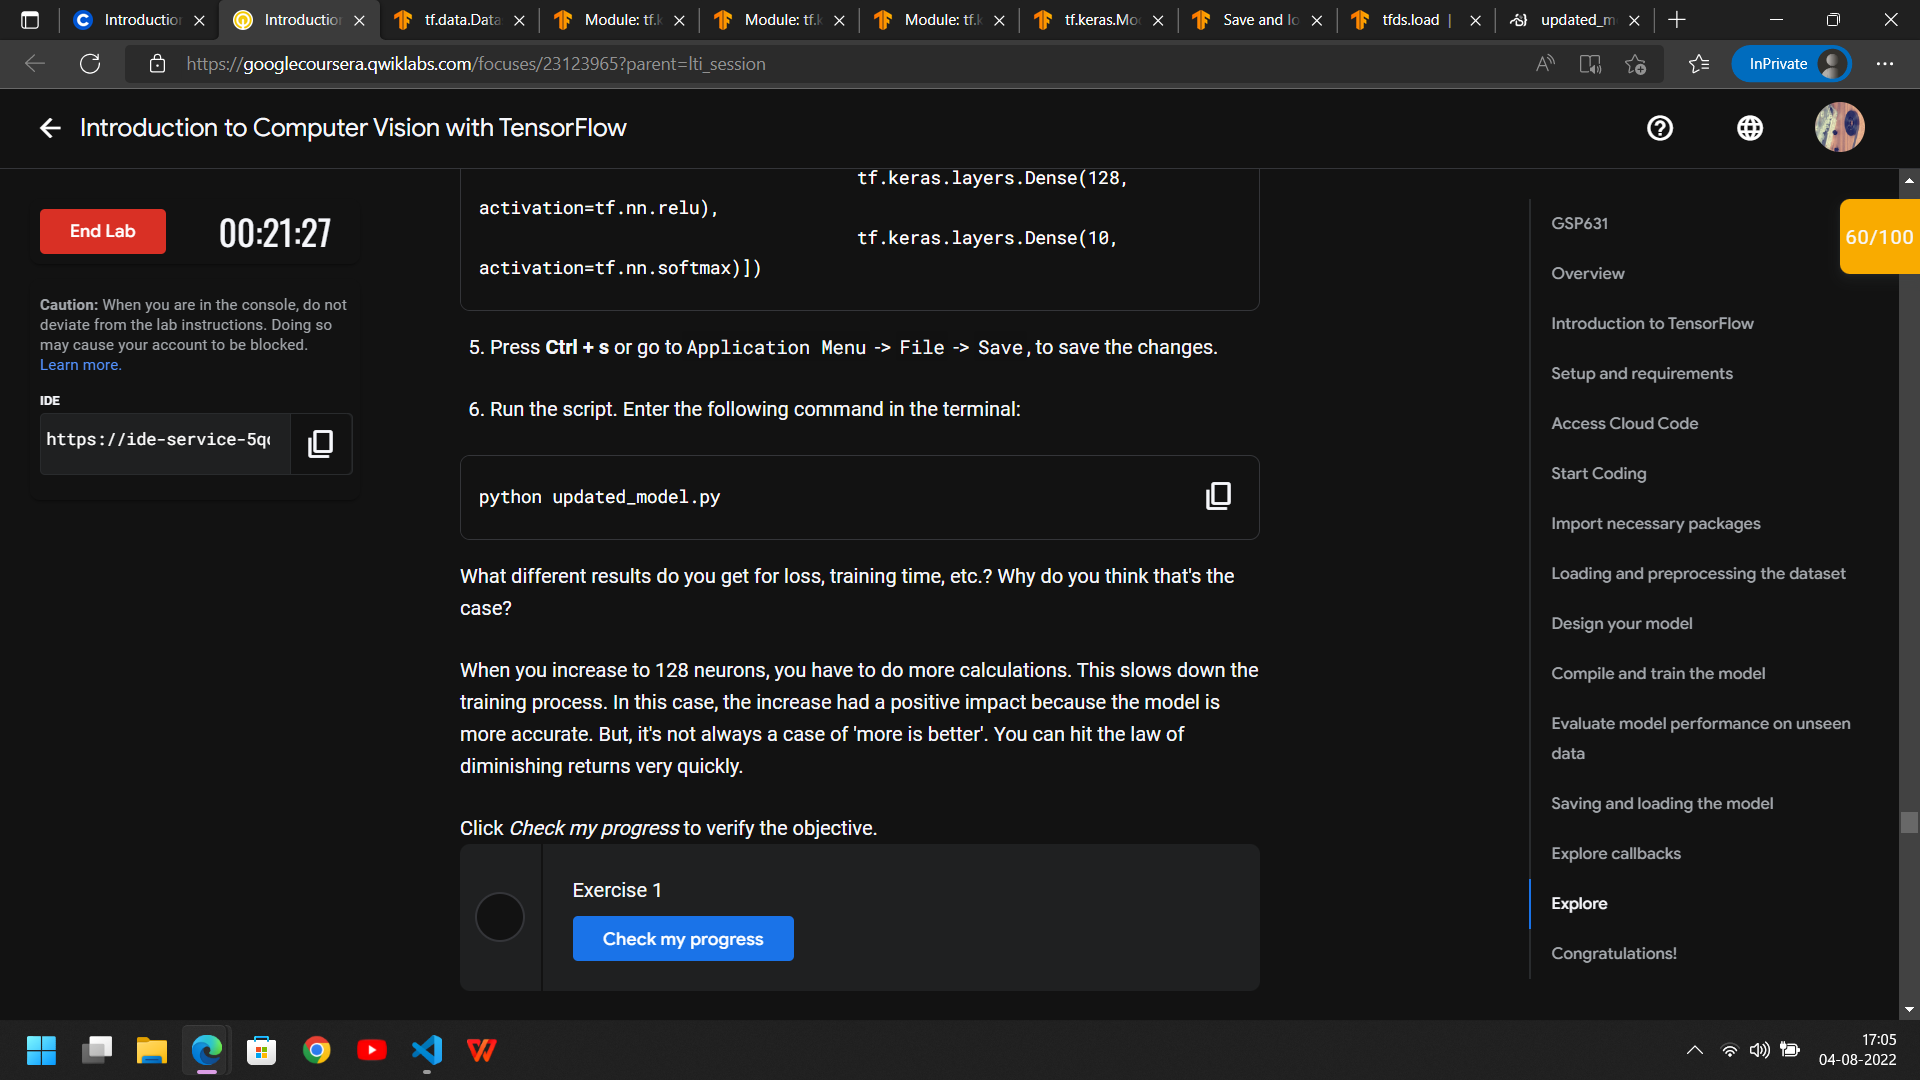 Introduction
Introduction
tf.data.Data
Module: tf.k
Module: tf.k
Module: tf.k
tf.keras.Mo
Save and lo
tfds.load |
updated_m
https://googlecoursera.qwiklabs.com/focuses/23123965?parent=lti_session
InPrivate
Introduction to Computer Vision with TensorFlow
End Lab
00:21:27
Caution: When you are in the console, do not
deviate from the lab instructions. Doing so
may cause your account to be blocked.
Learn more.
IDE
https://ide-service-5qc
tf.keras.layers.Dense(128,
activation=tf.nn.relu),
tf.keras.layers.Dense(10,
activation=tf.nn.softmax)])
5. Press Ctrl + s or go to Application Menu -> File -> Save, to save the changes.
6. Run the script. Enter the following command in the terminal:
python updated_model.py
What different results do you get for loss, training time, etc.? Why do you think that's the
case?
When you increase to 128 neurons, you have to do more calculations. This slows down the
training process. In this case, the increase had a positive impact because the model is
more accurate. But, it's not always a case of 'more is better'. You can hit the law of
diminishing returns very quickly.
Click Check my progress to verify the objective.
Exercise 1
Check my progress
GSP631
Overview
Introduction to TensorFlow
Setup and requirements
Access Cloud Code
Start Coding
Import necessary packages
Loading and preprocessing the dataset
Design your model
Compile and train the model
Evaluate model performance on unseen
data
Saving and loading the model
Explore callbacks
Explore
Congratulations!
60/100
17:05
04-08-2022